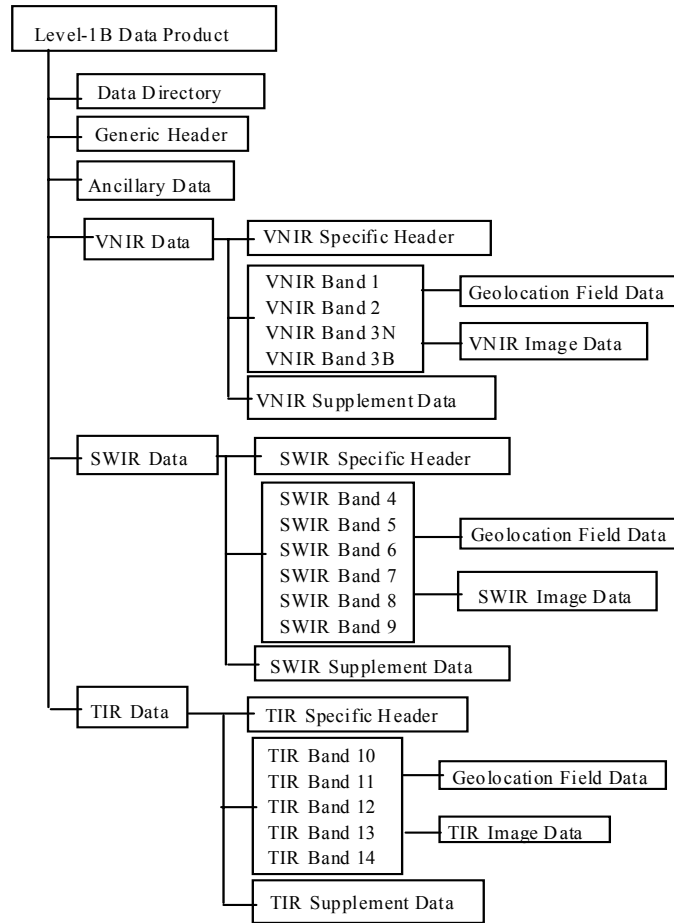 Level-1B Data Product
Data Directory
Generic Header
Ancillary Data
VNIR Data
VNIR Specific Header
VNIR Band 1
VNIR Band 2
VNIR Band 3N
VNIR Band 3B
Geolocation Field Data
VNIR Image Data
VNIR Supplement Data
SWIR Data
SWIR Specific Header
SWIR Band 4
SWIR Band 5
SWIR Band 6
SWIR Band 7
SWIR Band 8
SWIR Band 9
Geolocation Field Data
SWIR Image Data
SWIR Supplement Data
TIR Data
TIR Specific Header
TIR Band 10
TIR Band 11
TIR Band 12
TIR Band 13
TIR Band 14
Geolocation Field Data
TIR Image Data
TIR Supplement Data